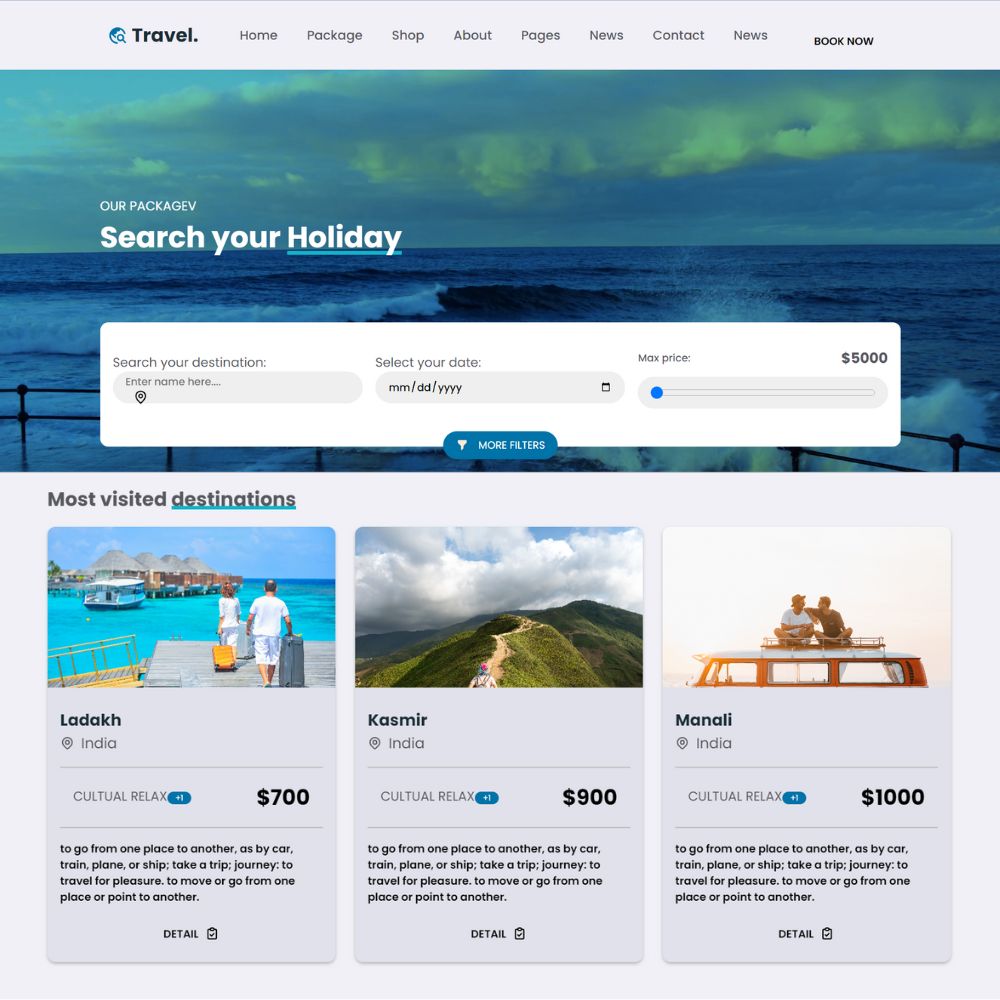 Travel.
Home Package Shop About Pages News Contact News
BOOK NOW
OUR PACKAGEV
Search your Holiday
Search your destination:
Enter name here....
Select your date:
mm/dd/yyyy
Max price: $5000
MORE FILTERS
Most visited destinations
Ladakh
India
CULTUAL RELAX +1 $700
to go from one place to another, as by car,
train, plane, or ship; take a trip; journey: to
travel for pleasure. to move or go from one
place or point to another.
DETAIL
Kasmir
India
CULTUAL RELAX +1 $900
to go from one place to another, as by car,
train, plane, or ship; take a trip; journey: to
travel for pleasure. to move or go from one
place or point to another.
DETAIL
Manali
India
CULTUAL RELAX +1 $1000
to go from one place to another, as by car,
train, plane, or ship; take a trip; journey: to
travel for pleasure. to move or go from one
place or point to another.
DETAIL